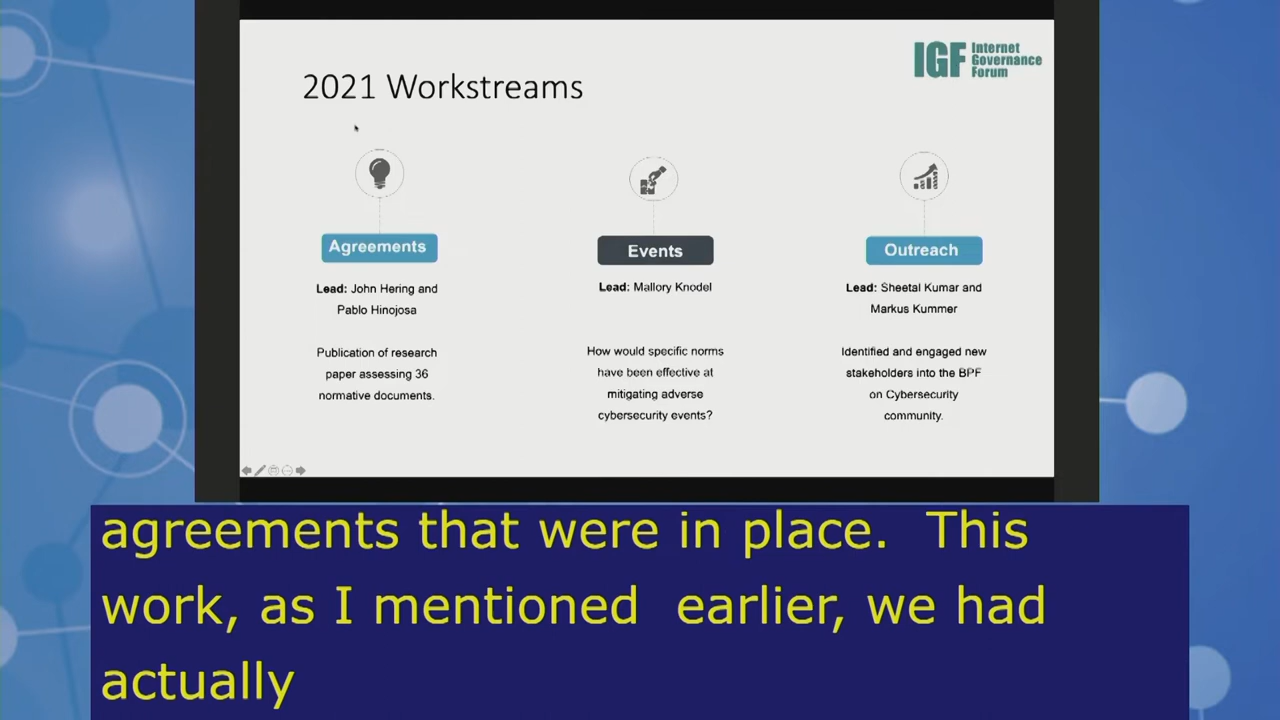 2021 Workstreams
IGF Internet
Governance
Forum
Agreements
Lead: John Hering and
Pablo Hinojosa
Publication of research
paper assessing 36
normative documents.
Events
Lead: Mallory Knodel
How would specific norms
have been effective at
mitigating adverse
cybersecurity events?
Outreach
Lead: Sheetal Kumar and
Markus Kummer
Identified and engaged new
stakeholders into the BPF
on Cybersecurity
community.
agreements that were in place.  This
work, as I mentioned  earlier, we had
actually